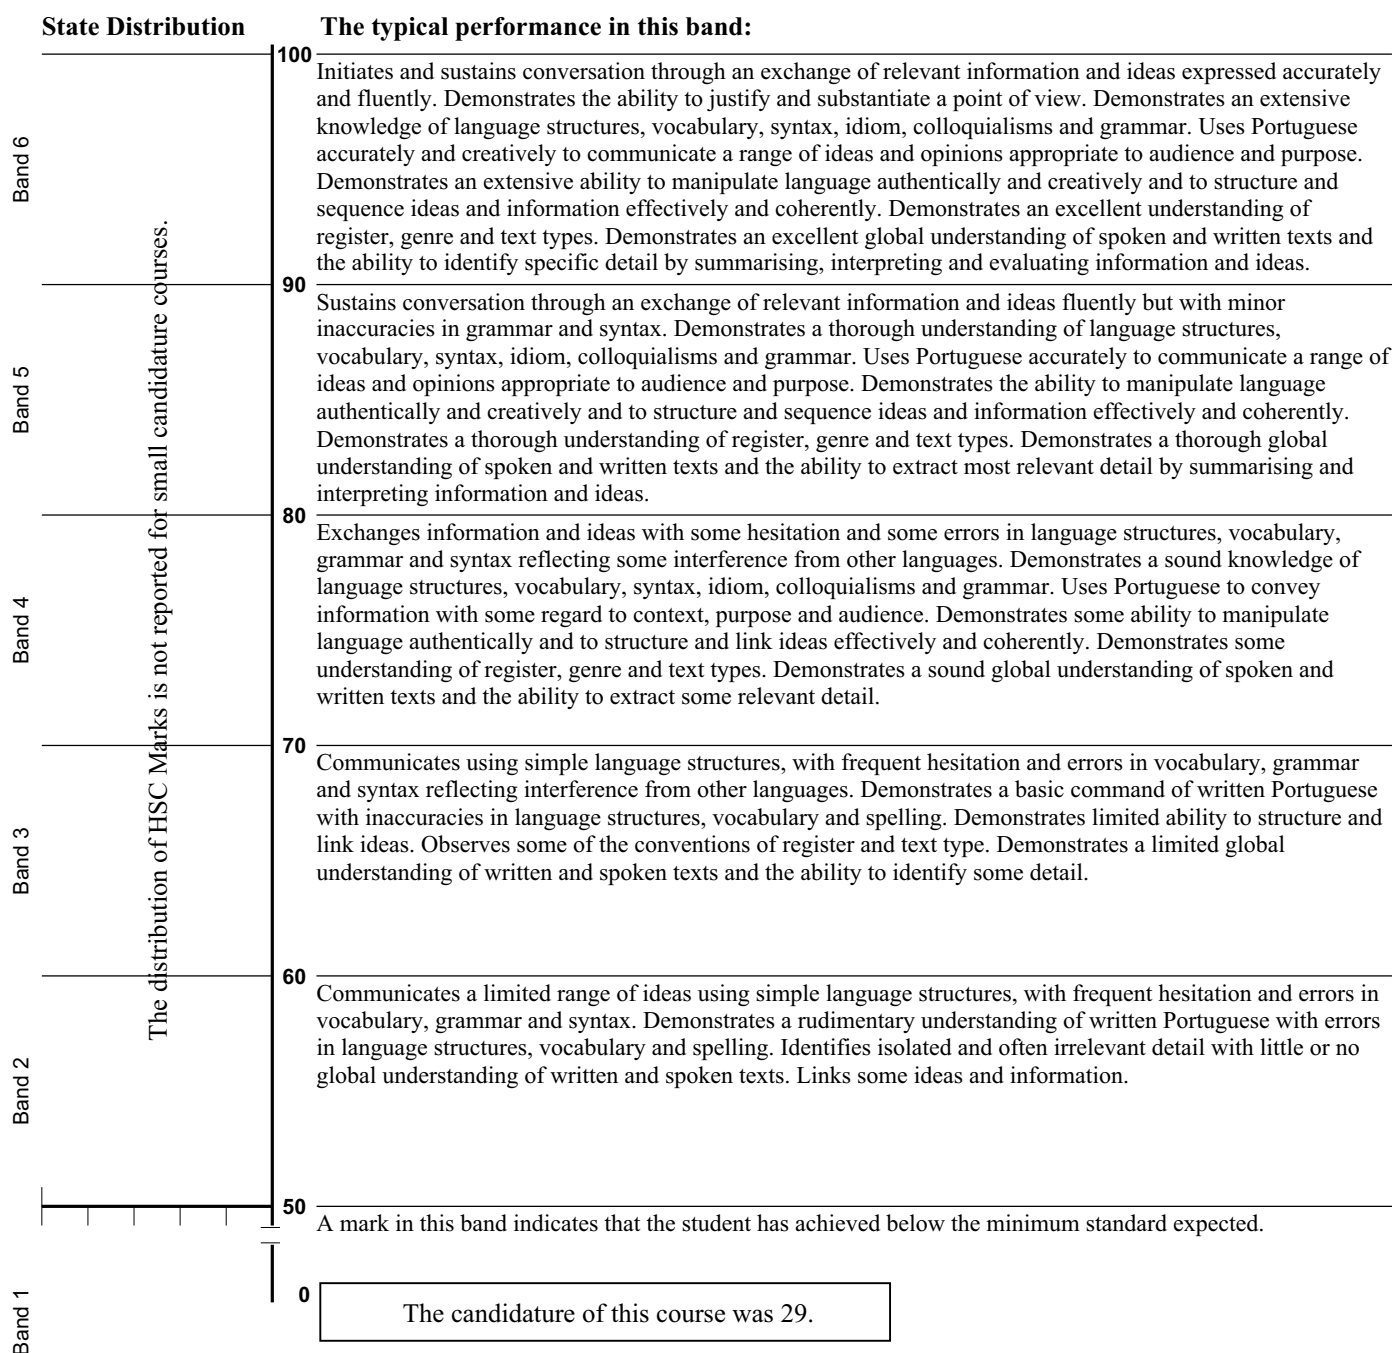 State Distribution
The typical performance in this band:
100
Initiates and sustains conversation through an exchange of relevant information and ideas expressed accurately
and fluently. Demonstrates the ability to justify and substantiate a point of view. Demonstrates an extensive
knowledge of language structures, vocabulary, syntax, idiom, colloquialisms and grammar. Uses Portuguese
accurately and creatively to communicate a range of ideas and opinions appropriate to audience and purpose.
Demonstrates an extensive ability to manipulate language authentically and creatively and to structure and
sequence ideas and information effectively and coherently. Demonstrates an excellent understanding of
register, genre and text types. Demonstrates an excellent global understanding of spoken and written texts and
the ability to identify specific detail by summarising, interpreting and evaluating information and ideas.
Band 6
The distribution of HSC Marks is not reported for small candidature courses.
90
Sustains conversation through an exchange of relevant information and ideas fluently but with minor
inaccuracies in grammar and syntax. Demonstrates a thorough understanding of language structures,
vocabulary, syntax, idiom, colloquialisms and grammar. Uses Portuguese accurately to communicate a range of
ideas and opinions appropriate to audience and purpose. Demonstrates the ability to manipulate language
authentically and creatively and to structure and sequence ideas and information effectively and coherently.
Demonstrates a thorough understanding of register, genre and text types. Demonstrates a thorough global
understanding of spoken and written texts and the ability to extract most relevant detail by summarising and
interpreting information and ideas.
Band 5
80
Exchanges information and ideas with some hesitation and some errors in language structures, vocabulary,
grammar and syntax reflecting some interference from other languages. Demonstrates a sound knowledge of
language structures, vocabulary, syntax, idiom, colloquialisms and grammar. Uses Portuguese to convey
information with some regard to context, purpose and audience. Demonstrates some ability to manipulate
language authentically and to structure and link ideas effectively and coherently. Demonstrates some
understanding of register, genre and text types. Demonstrates a sound global understanding of spoken and
written texts and the ability to extract some relevant detail.
Band 4
70
Communicates using simple language structures, with frequent hesitation and errors in vocabulary, grammar
and syntax reflecting interference from other languages. Demonstrates a basic command of written Portuguese
with inaccuracies in language structures, vocabulary and spelling. Demonstrates limited ability to structure and
link ideas. Observes some of the conventions of register and text type. Demonstrates a limited global
understanding of written and spoken texts and the ability to identify some detail.
Band 3
60
Communicates a limited range of ideas using simple language structures, with frequent hesitation and errors in
vocabulary, grammar and syntax. Demonstrates a rudimentary understanding of written Portuguese with errors
in language structures, vocabulary and spelling. Identifies isolated and often irrelevant detail with little or no
global understanding of written and spoken texts. Links some ideas and information.
Band 2
50
A mark in this band indicates that the student has achieved below the minimum standard expected.
0
The candidature of this course was 29.
Band 1